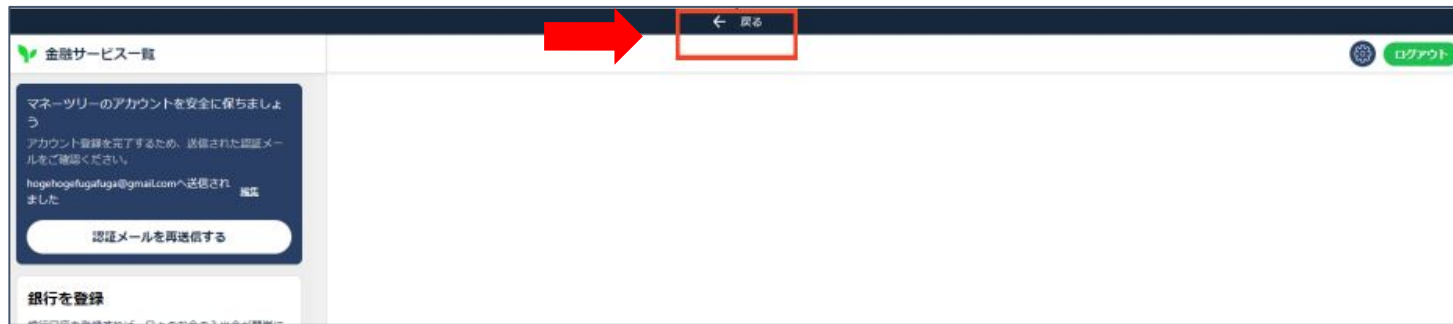 ← 戻る
金融サービス一覧
ログアウト
マネーツリーのアカウントを安全に保ちましょ
う
アカウント登録を完了するため、送信された認証メー
ルをご確認ください。
hogehogefugafuga@gmail.comへ送信され
ました
編集
認証メールを再送信する
銀行を登録